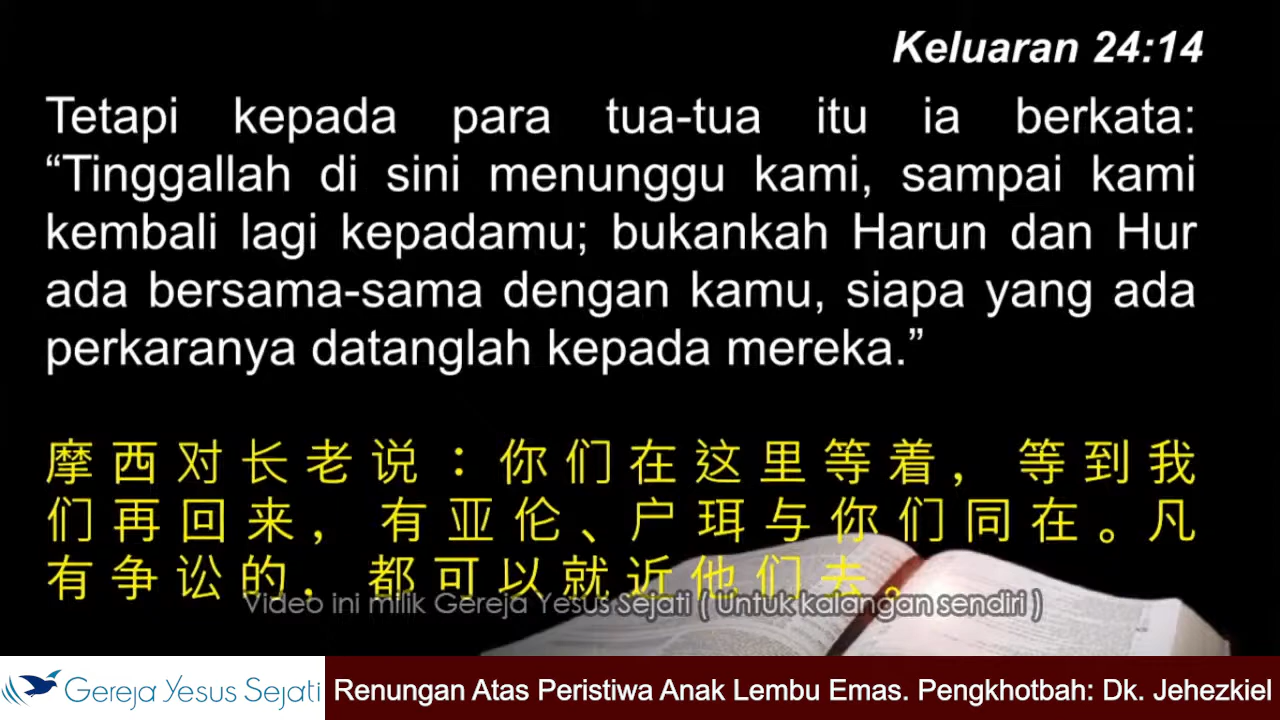 Keluaran 24:14
Tetapi kepada para tua-tua itu ia berkata:
“Tinggallah di sini menunggu kami, sampai kami
kembali lagi kepadamu; bukankah Harun dan Hur
ada bersama-sama dengan kamu, siapa yang ada
perkaranya datanglah kepada mereka.”
摩西对长老说：你们在这里等着，等到我
们再回来，有亚伦、户珥与你们同在。凡
有争讼的，都可以就近他们去。
Video ini milik Gereja Yesus Sejati ( untuk kalangan sendiri )
Gereja Yesus Sejati
Renungan Atas Peristiwa Anak Lembu Emas. Pengkhotbah: Dk. Jehezkiel